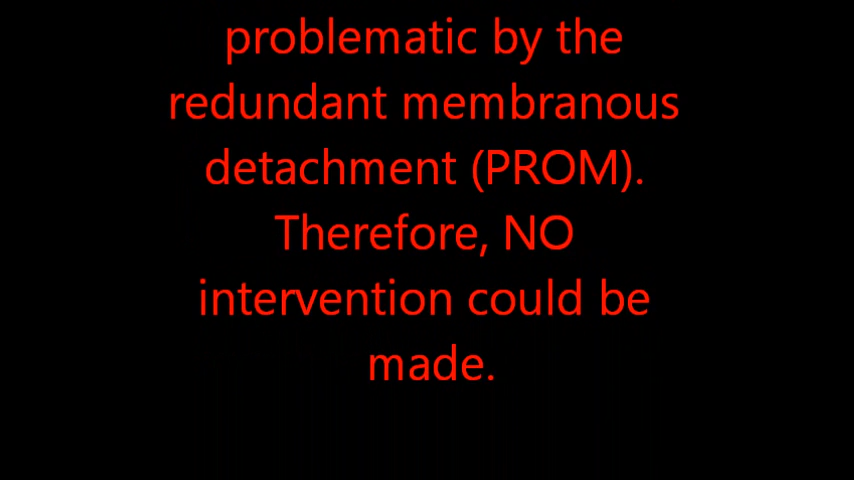 problematic by the
redundant membranous
detachment (PROM).
Therefore, NO
intervention could be
made.